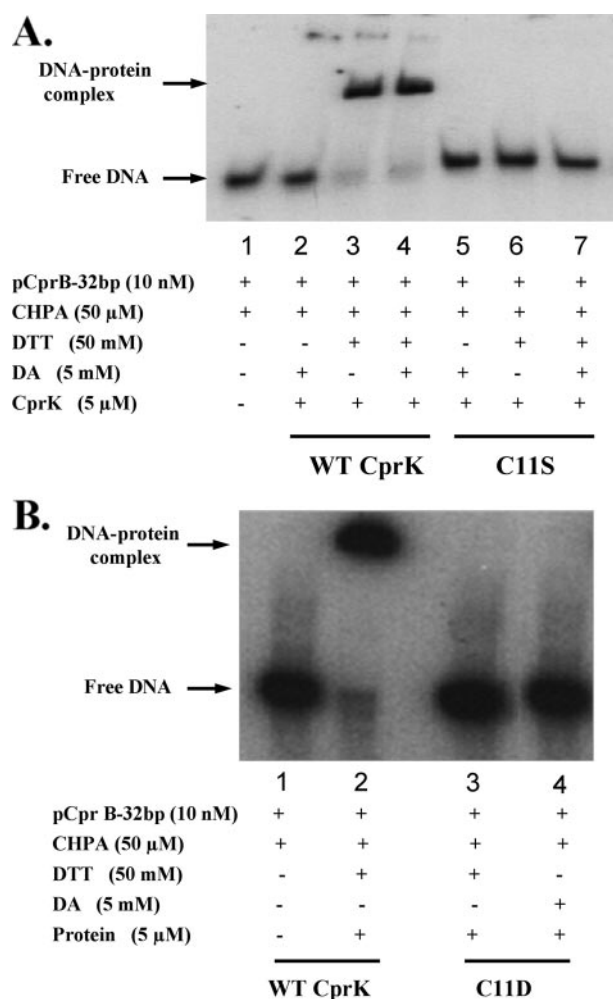 A.
DNA-protein
complex
Free DNA
1 2 3 4 5 6 7
pCprB-32bp (10 nM) + + + + + + +
CHPA (50 µM) + + + + + + +
DTT (50 mM) - - + + - + +
DA (5 mM) - + - + + - +
CprK (5 µM) - + + + + + +
WT CprK C11S
B.
DNA-protein
complex
Free DNA
1 2 3 4
pCpr B-32bp (10 nM) + + + +
CHPA (50 µM) + + + +
DTT (50 mM) - + + -
DA (5 mM) - - - +
Protein (5 µM) - + + +
WT CprK C11D